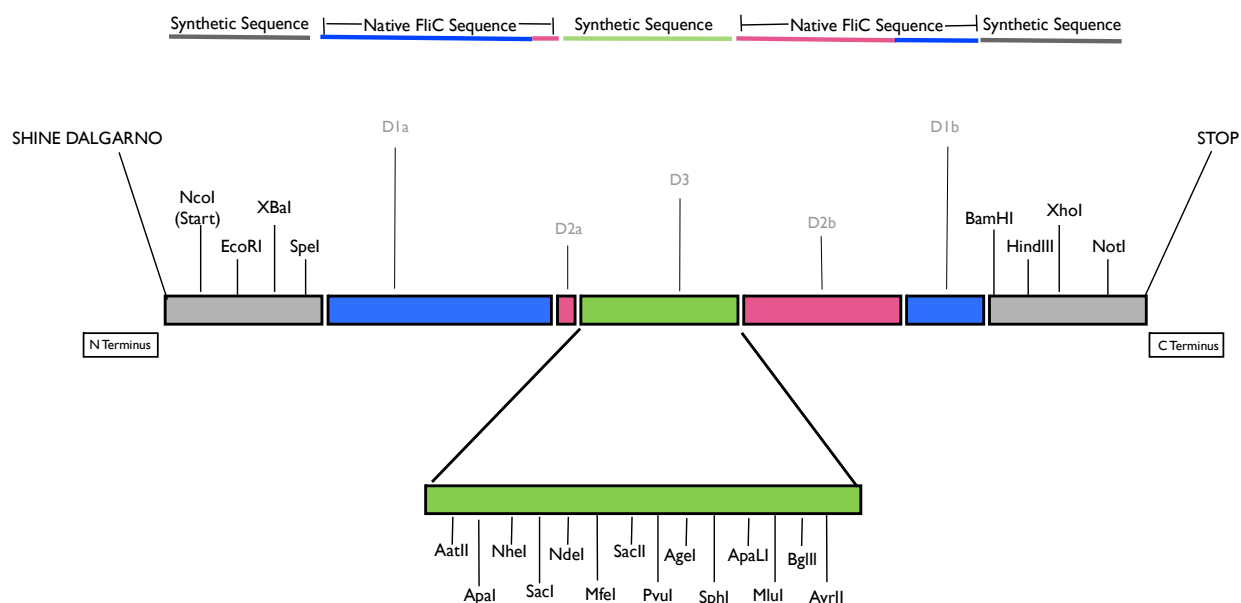 Synthetic Sequence
Native FliC Sequence
Synthetic Sequence
Native FliC Sequence
Synthetic Sequence
D1a
D1b
SHINE DALGARNO
STOP
D3
NcoI
(Start)
XBaI
XhoI
BamHI
D2a
D2b
EcoRI
SpeI
HindIII
NotI
N Terminus
C Terminus
AatII
NheI
NdeI
SacII
AgeI
ApaLI
BglII
ApaI
SacI
MfeI
PvuI
SphI
MluI
AvrII